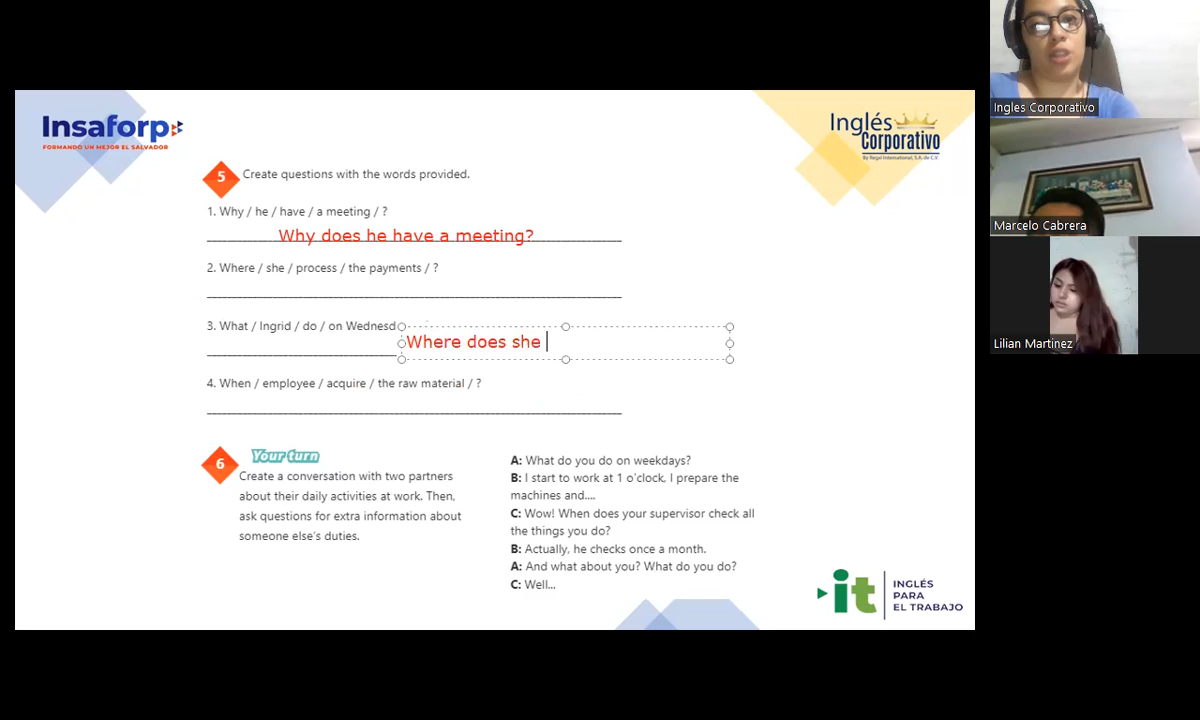 Insaforp
FORMANDO UN MEJOR EL SALVADOR
Inglés
Corporativo
By Regal International, S.A. de C.V.
5 Create questions with the words provided.
1. Why / he / have / a meeting / ?
Why does he have a meeting?
2. Where / she / process / the payments / ?
3. What / Ingrid / do / on Wednesd
Where does she
4. When / employee / acquire / the raw material / ?
6 Your turn
Create a conversation with two partners
about their daily activities at work. Then,
ask questions for extra information about
someone else's duties.
A: What do you do on weekdays?
B: I start to work at 1 o'clock, I prepare the
machines and....
C: Wow! When does your supervisor check all
the things you do?
B: Actually, he checks once a month.
A: And what about you? What do you do?
C: Well...
it
INGLÉS
PARA
EL TRABAJO
Ingles Corporativo
Marcelo Cabrera
Lilian Martinez